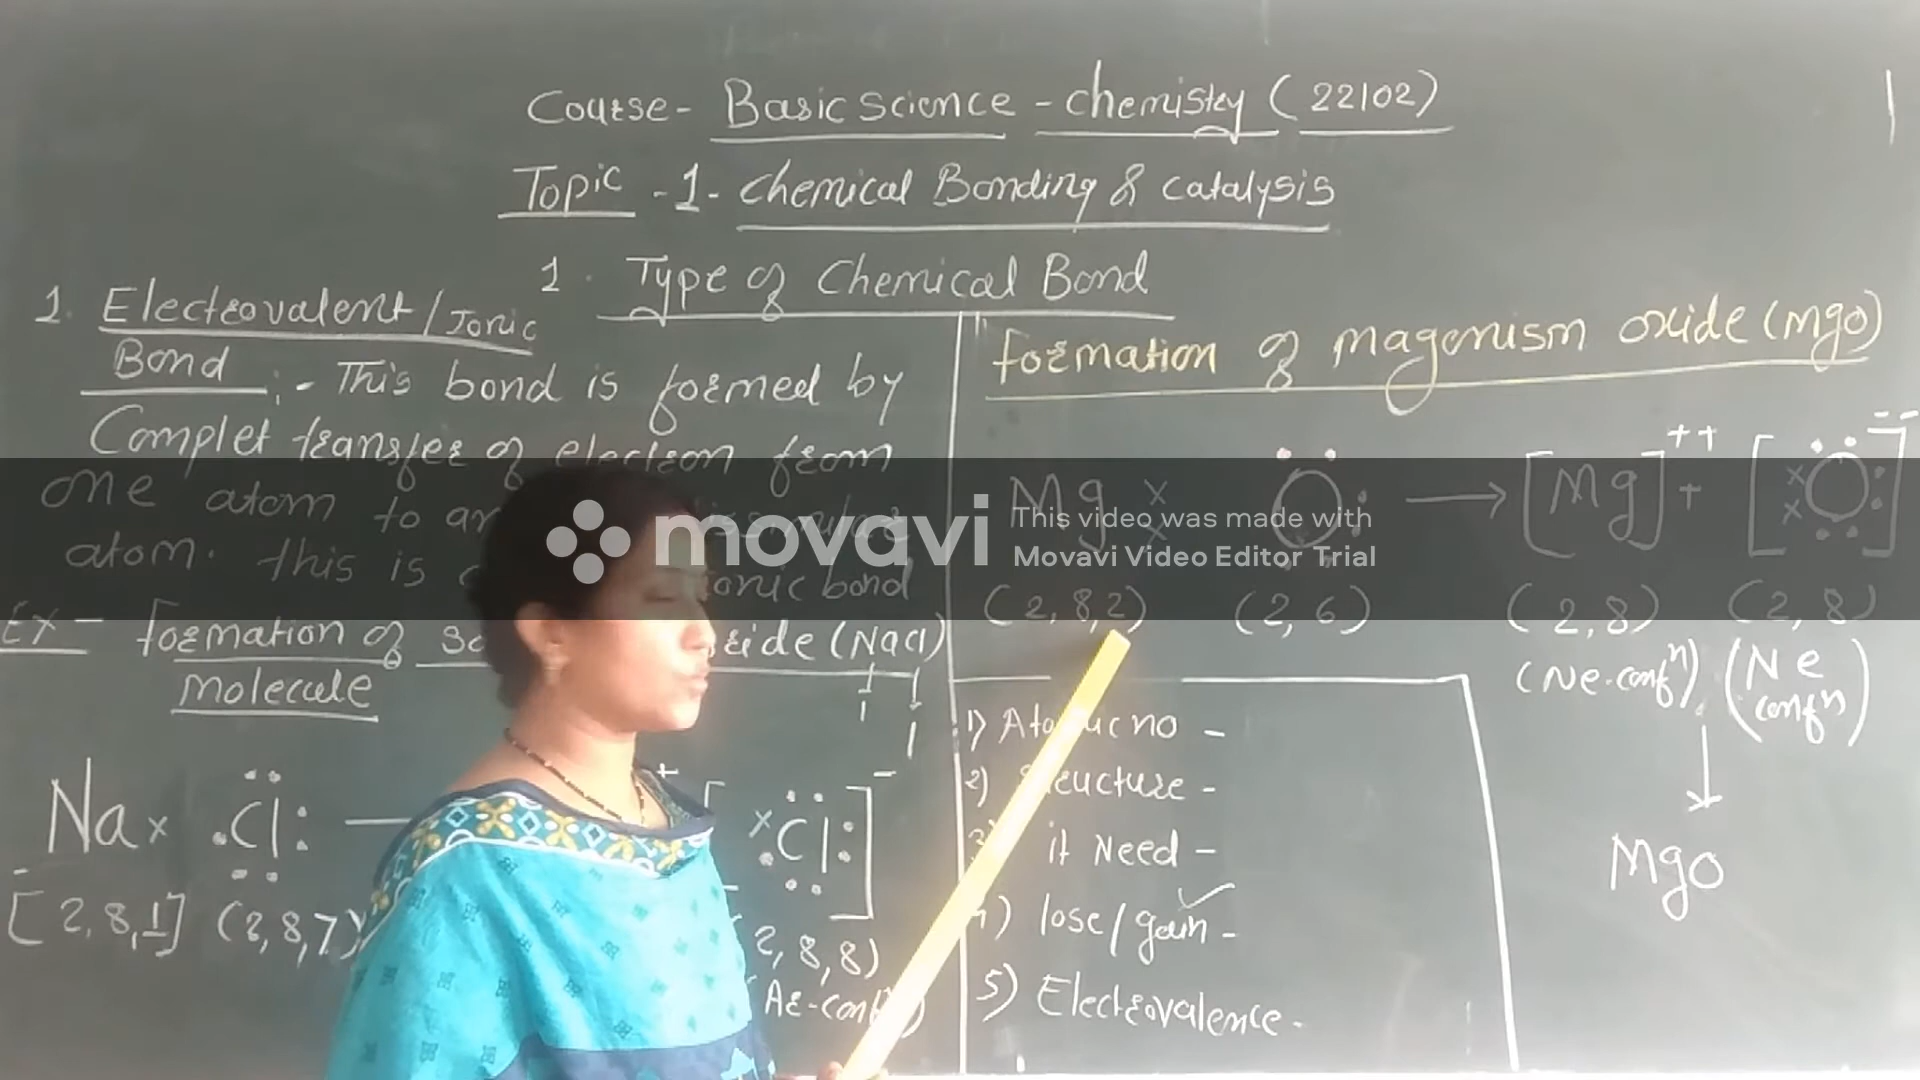 Course - Basic Science - chemistry (22102)
Topic - 1 - Chemical Bonding & catalysis
1. Type of Chemical Bond
1. Electrovalent/Ionic
Bond :- This bond is formed by
Complet transfer of electron from
one atom to
atom. this is ionic bond
Ex - formation of (NaCl)
Molecule
Na x .Cl:
[2,8,1] (2,8,7)
+ [ xCl: ]-
2,8,8)
(Ar-conf
formation of magenism oxide (mgo)
Mg x O → [Mg]++ [xO]--
(2,8,2) (2,6) (2,8) (2,8)
(Ne-confn) (Ne confn)
MgO
1) Atomic no -
2) Structure -
3) it Need -
4) lose/gain -
5) Electrovalence -
movavi
This video was made with
Movavi Video Editor Trial